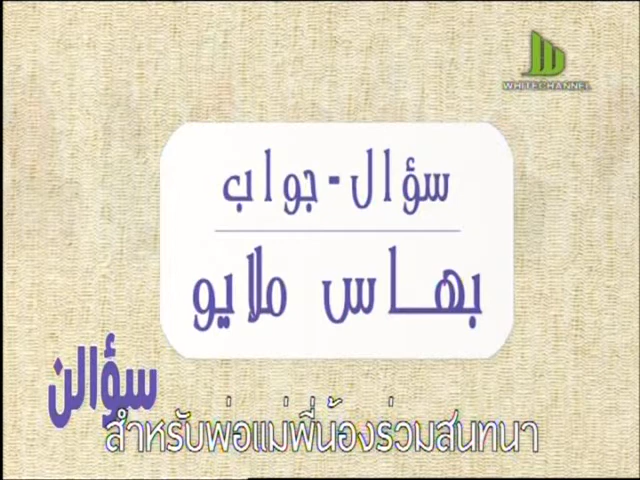 WHITECHANNEL
سؤال - جواب
بهاس ملايو
سؤالن
สำหรับพ่อแม่พี่น้องร่วมสนทนา